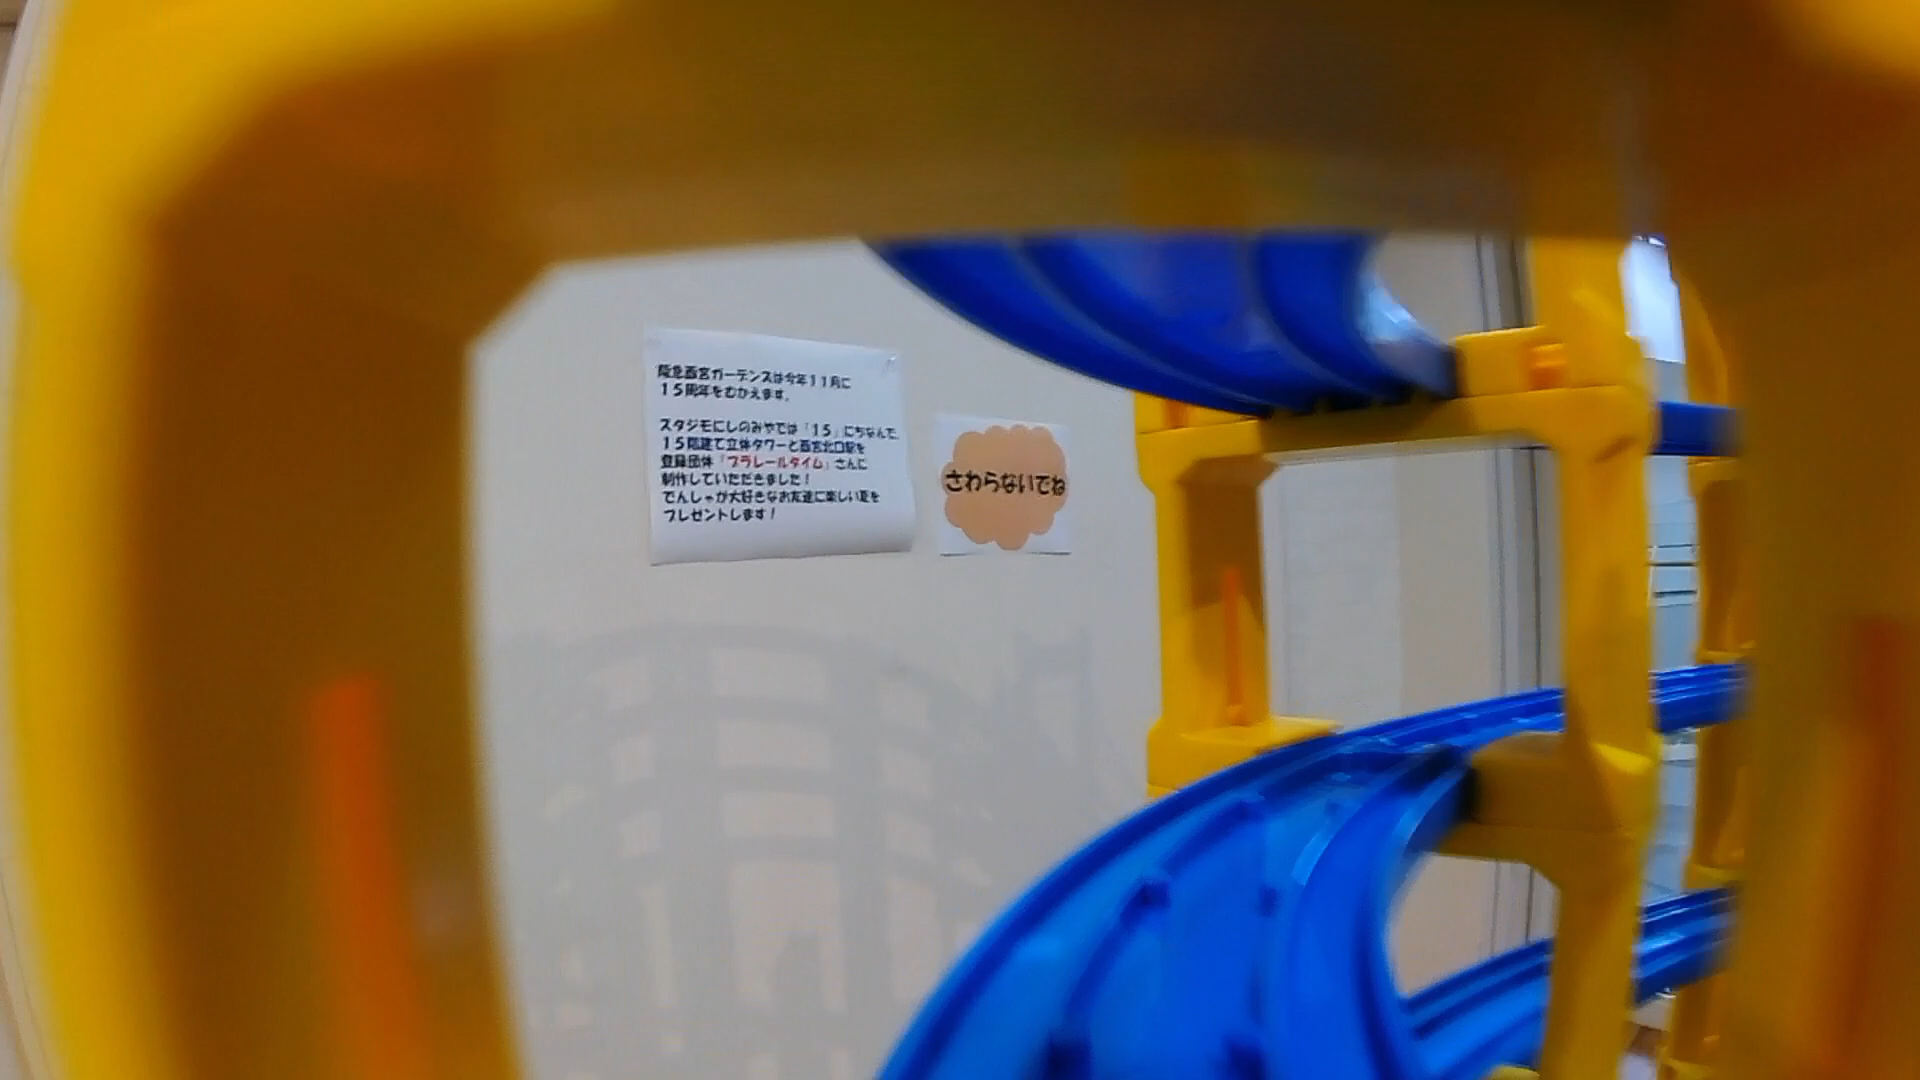 阪急西宮ガーデンズは今年11月に
15周年をむかえます。
スタジモにしのみやでは「15」にちなんで、
15階建て立体タワーと西宮北口駅を
登録団体「プラレールタイム」さんに
制作していただきました!
でんしゃが大好きなお友達に楽しい夏を
プレゼントします!
さわらないでね